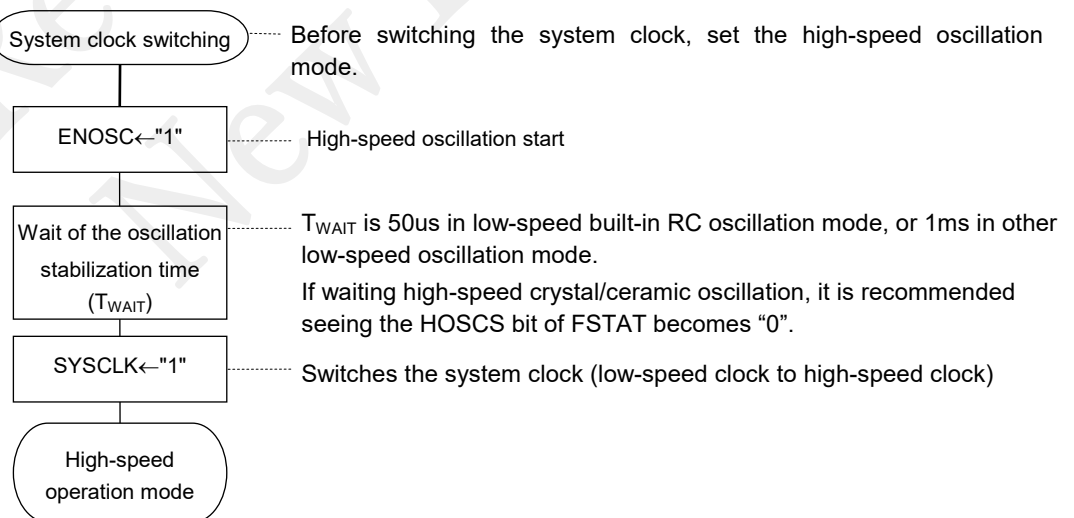 System clock switching
Before switching the system clock, set the high-speed oscillation
mode.
ENOSC←"1"
High-speed oscillation start
Wait of the oscillation
stabilization time
(TWAIT)
TWAIT is 50us in low-speed built-in RC oscillation mode, or 1ms in other
low-speed oscillation mode.
If waiting high-speed crystal/ceramic oscillation, it is recommended
seeing the HOSCS bit of FSTAT becomes “0”.
SYSCLK←"1"
Switches the system clock (low-speed clock to high-speed clock)
High-speed
operation mode
New